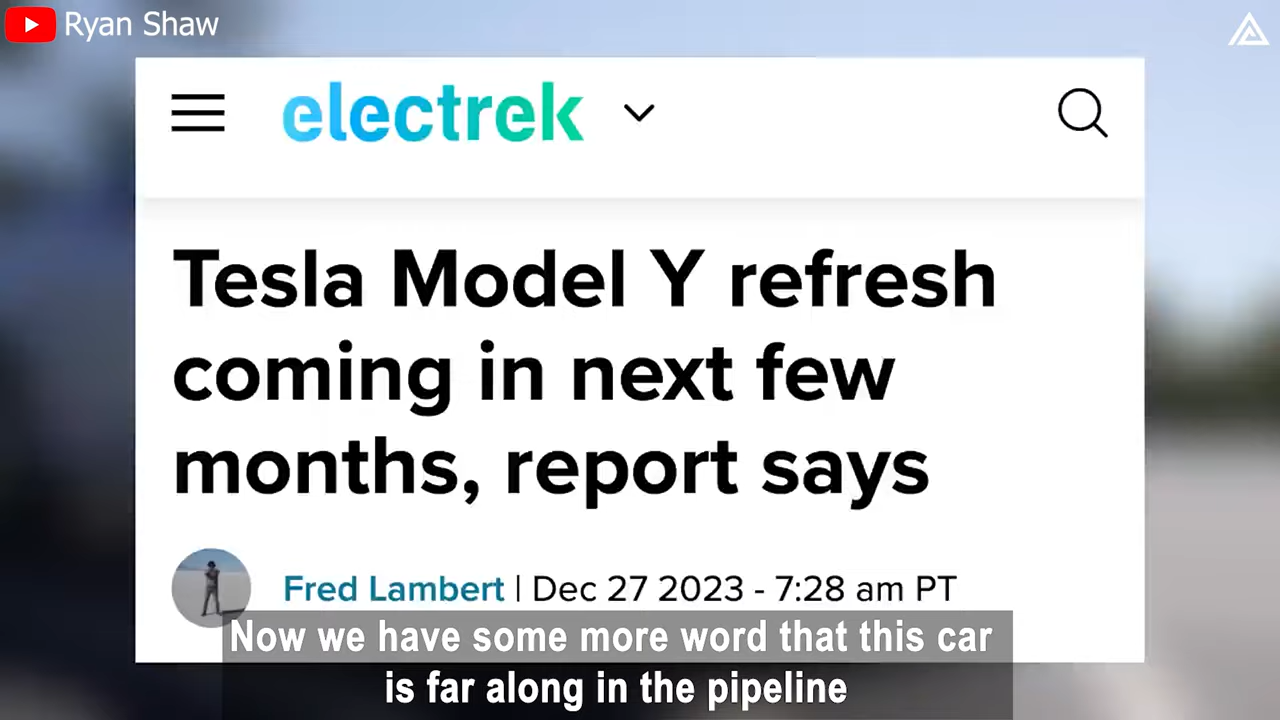 Ryan Shaw
electrek
Tesla Model Y refresh
coming in next few
months, report says
Fred Lambert | Dec 27 2023 - 7:28 am PT
Now we have some more word that this car
is far along in the pipeline